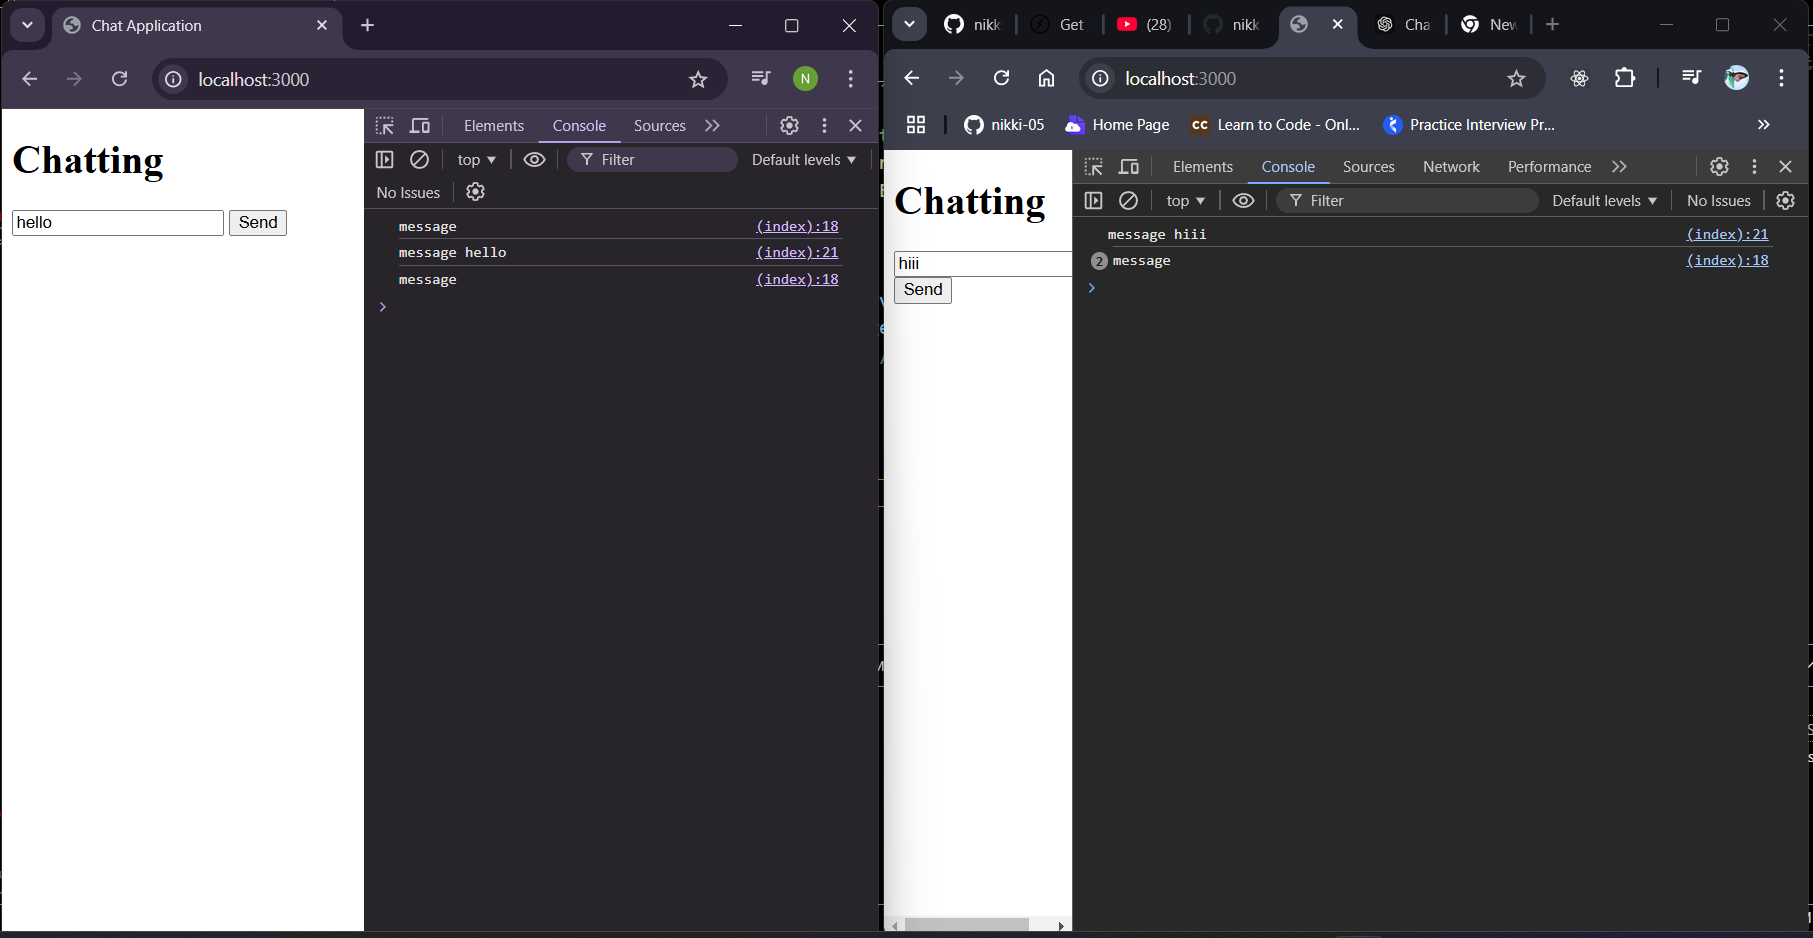 Chat Application
localhost:3000
N
Chatting
hello
Send
Elements
Console
Sources
top
Filter
Default levels
No Issues
message (index):18
message hello (index):21
message (index):18
nikk
Get
(28)
nikk
Cha
New
localhost:3000
nikki-05
Home Page
CC Learn to Code - Onl...
Practice Interview Pr...
Chatting
hiii
Send
Elements
Console
Sources
Network
Performance
top
Filter
Default levels
No Issues
message hiii (index):21
2 message (index):18